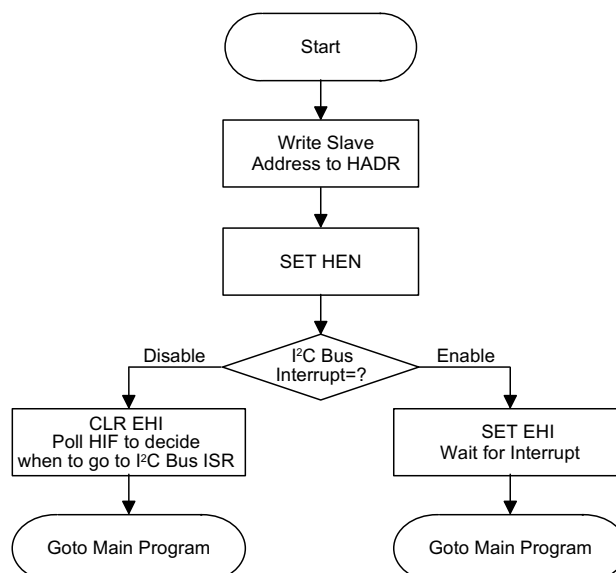 Start
Write Slave
Address to HADR
SET HEN
Disable
I²C Bus
Interrupt=?
Enable
CLR EHI
Poll HIF to decide
when to go to I²C Bus ISR
SET EHI
Wait for Interrupt
Goto Main Program
Goto Main Program